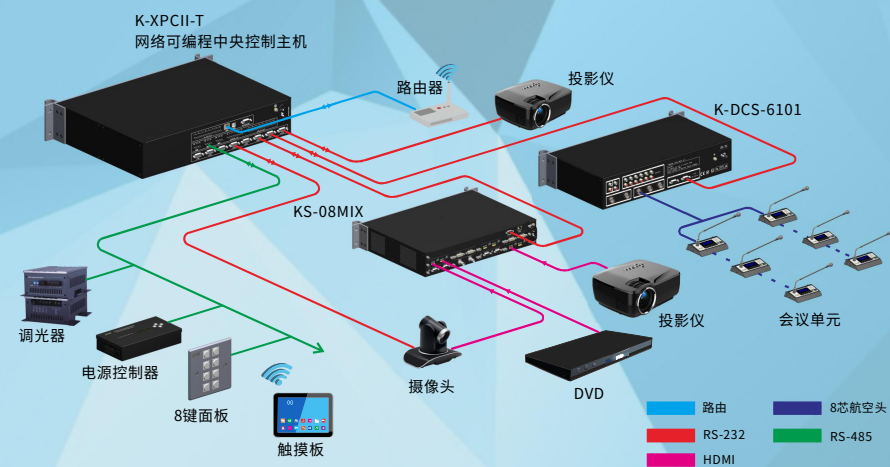 K-XPCII-T
网络可编程中央控制主机
路由器
投影仪
K-DCS-6101
KS-08MIX
调光器
电源控制器
8键面板
触摸板
摄像头
DVD
投影仪
会议单元
路由
8芯航空头
RS-232
RS-485
HDMI